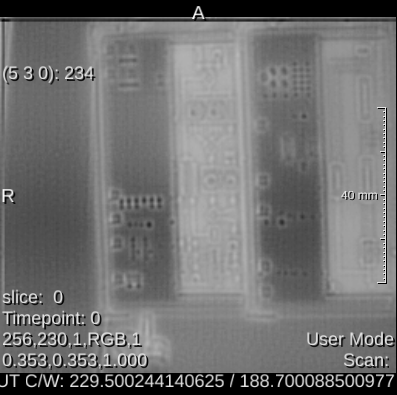 A
(5 3 0): 234
R
40 mm
slice: 0
Timepoint: 0
256,230,1,RGB,1
User Mode
0.353,0.353,1.000
Scan:
UT C/W: 229.500244140625 / 188.700088500977